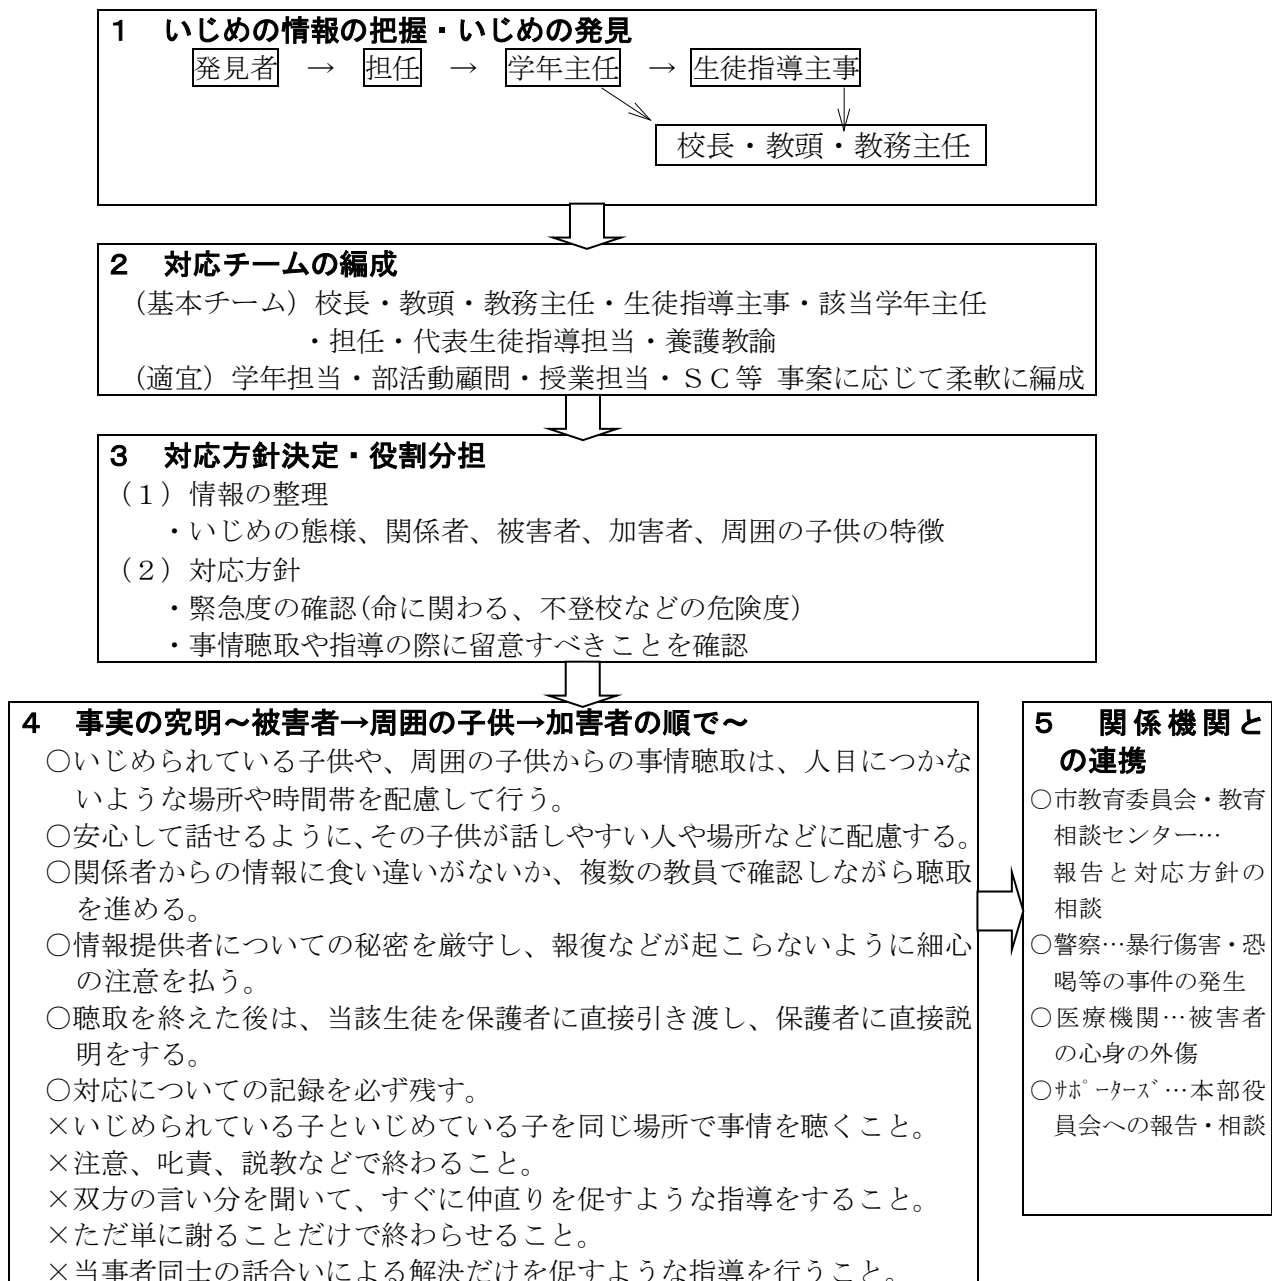 １　いじめの情報の把握・いじめの発見
発見者　→　担任　→　学年主任　→　生徒指導主事
校長・教頭・教務主任
２　対応チームの編成
（基本チーム）校長・教頭・教務主任・生徒指導主事・該当学年主任
・担任・代表生徒指導担当・養護教諭
（適宜）学年担当・部活動顧問・授業担当・ＳＣ等 事案に応じて柔軟に編成
３　対応方針決定・役割分担
（１）情報の整理
・いじめの態様、関係者、被害者、加害者、周囲の子供の特徴
（２）対応方針
・緊急度の確認(命に関わる、不登校などの危険度)
・事情聴取や指導の際に留意すべきことを確認
４　事実の究明～被害者→周囲の子供→加害者の順で～
○いじめられている子供や、周囲の子供からの事情聴取は、人目につかな
いような場所や時間帯を配慮して行う。
○安心して話せるように、その子供が話しやすい人や場所などに配慮する。
○関係者からの情報に食い違いがないか、複数の教員で確認しながら聴取
を進める。
○情報提供者についての秘密を厳守し、報復などが起こらないように細心
の注意を払う。
○聴取を終えた後は、当該生徒を保護者に直接引き渡し、保護者に直接説
明をする。
○対応についての記録を必ず残す。
×いじめられている子といじめている子を同じ場所で事情を聴くこと。
×注意、叱責、説教などで終わること。
×双方の言い分を聞いて、すぐに仲直りを促すような指導をすること。
×ただ単に謝ることだけで終わらせること。
×当事者同士の話合いによる解決だけを促すような指導を行うこと。
５　関係機関と
の連携
○市教育委員会・教育
相談センター…
報告と対応方針の
相談
○警察…暴行傷害・恐
喝等の事件の発生
○医療機関…被害者
の心身の外傷
○ｻﾎﾟｰﾀｰｽﾞ…本部役
員会への報告・相談